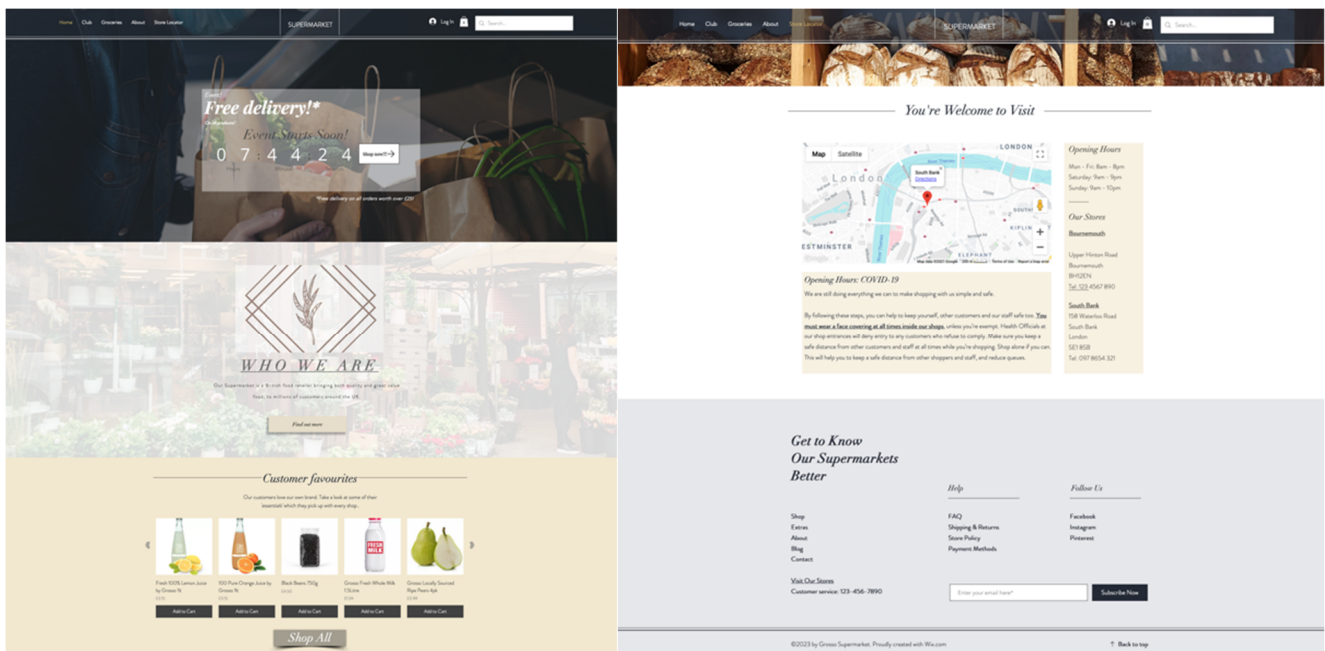 Home Club Groceries About Store Locator
SUPERMARKET
Log In
Search...
Free delivery!*
Event Starts Soon!
0 7 : 4 4 : 2 4
Shop now!!!
*Free delivery on all orders worth over £25!
WHO WE ARE
Our Supermarket is a British food retailer bringing both quality and great value
to millions of customers around the UK.
Find out more
Customer favourites
Our customers love our own brand. Take a look at some of their
'essentials' which they pick up with every shop...
FRESH
MILK
Fresh 100% Lemon Juice
by Grosso 1lt
100 Pure Orange Juice by
Grosso 1lt
Black Beans 750g
Grosso Fresh Whole Milk
1.5Litre
Grosso Locally Sourced
Ripe Pears 4pk
Add to Cart
Add to Cart
Add to Cart
Add to Cart
Add to Cart
Shop All
Home Club Groceries About Store Locator
SUPERMARKET
Log In
Search...
You're Welcome to Visit
Map Satellite
LONDON
London
South Bank
Directions
ESTMINSTER
ELEPHANT
Opening Hours: COVID-19
We are still doing everything we can to make shopping with us simple and safe.
By following these steps, you can help to keep yourself, other customers and our staff safe too. You
must wear a face covering at all times inside our shops, unless you're exempt. Health Officials at
our shop entrances will deny entry to any customers who refuse to comply. Make sure you keep a
safe distance from other customers and staff at all times while you're shopping. Shop alone if you can.
This will help you to keep a safe distance from other shoppers and staff, and reduce queues.
Opening Hours
Mon - Fri: 8am - 8pm
Saturday: 9am - 9pm
Sunday: 9am - 10pm
Our Stores
Bournemouth
Upper Hinton Road
Bournemouth
BH12EN
Tel: 123 4567 890
South Bank
158 Waterloo Road
South Bank
London
SE1 8SB
Tel: 097 8654 321
Get to Know
Our Supermarkets
Better
Shop
Extras
About
Blog
Contact
Visit Our Stores
Customer service: 123-456-7890
Help
FAQ
Shipping & Returns
Store Policy
Payment Methods
Follow Us
Facebook
Instagram
Pinterest
Enter your email here*
Subscribe Now
©2023 by Grosso Supermarket. Proudly created with Wix.com
Back to top